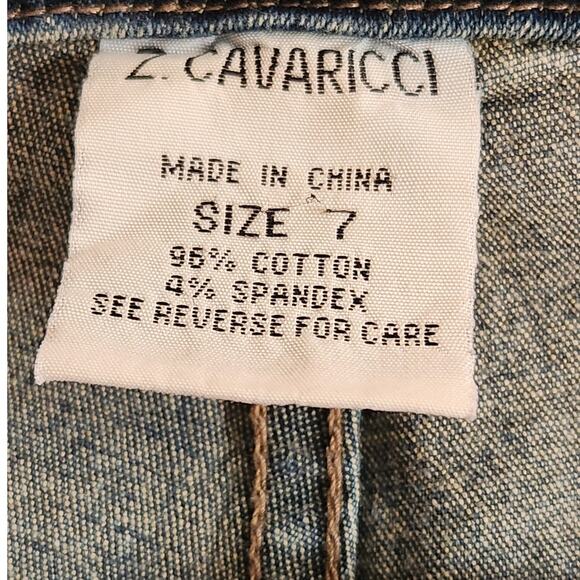 Z. CAVARICCI
MADE IN CHINA
SIZE 7
96% COTTON
4% SPANDEX
SEE REVERSE FOR CARE